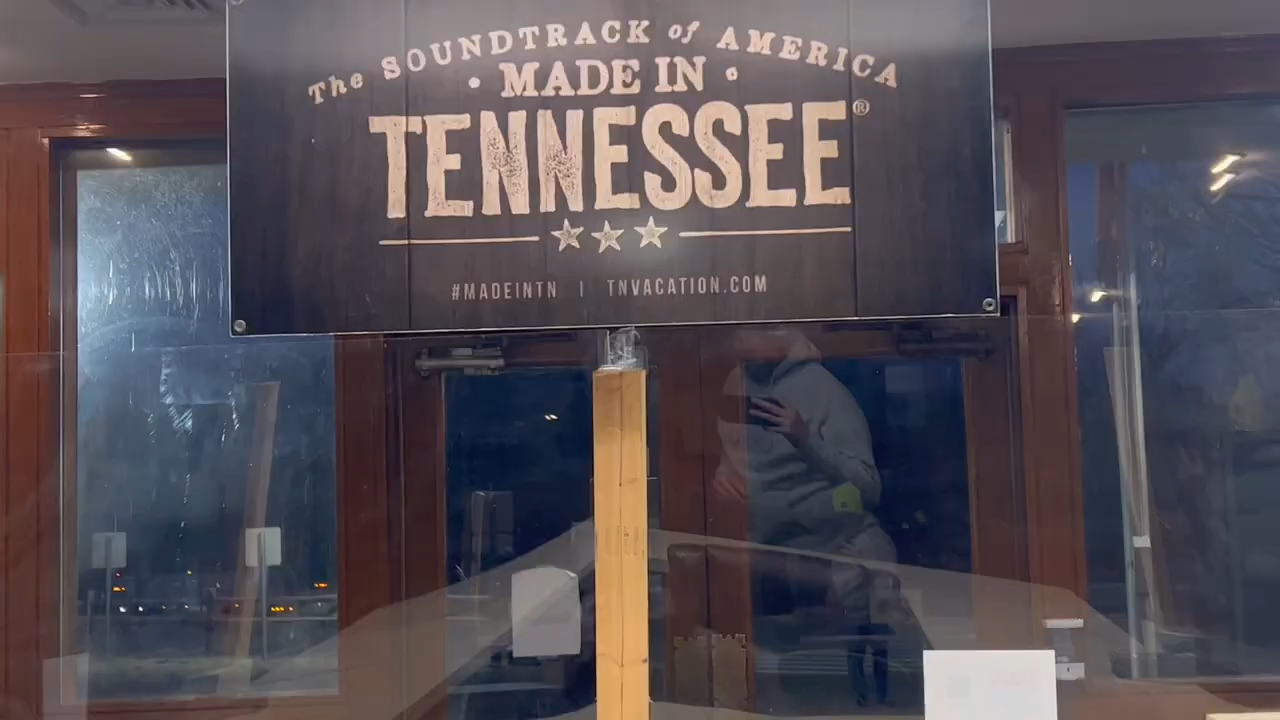 The SOUNDTRACK of AMERICA
• MADE IN •
TENNESSEE®
#MADEINTN | TNVACATION.COM